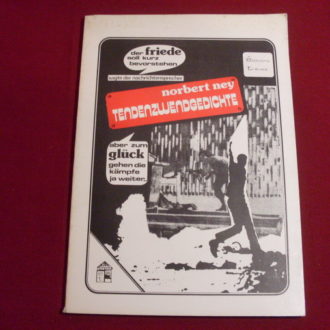 der friede
soll kurz
bevorstehen
sagte der nachrichtensprecher
norbert ney
TENDENZWENDGEDICHTE
aber zum
glück
gehen die
kämpfe
ja weiter.